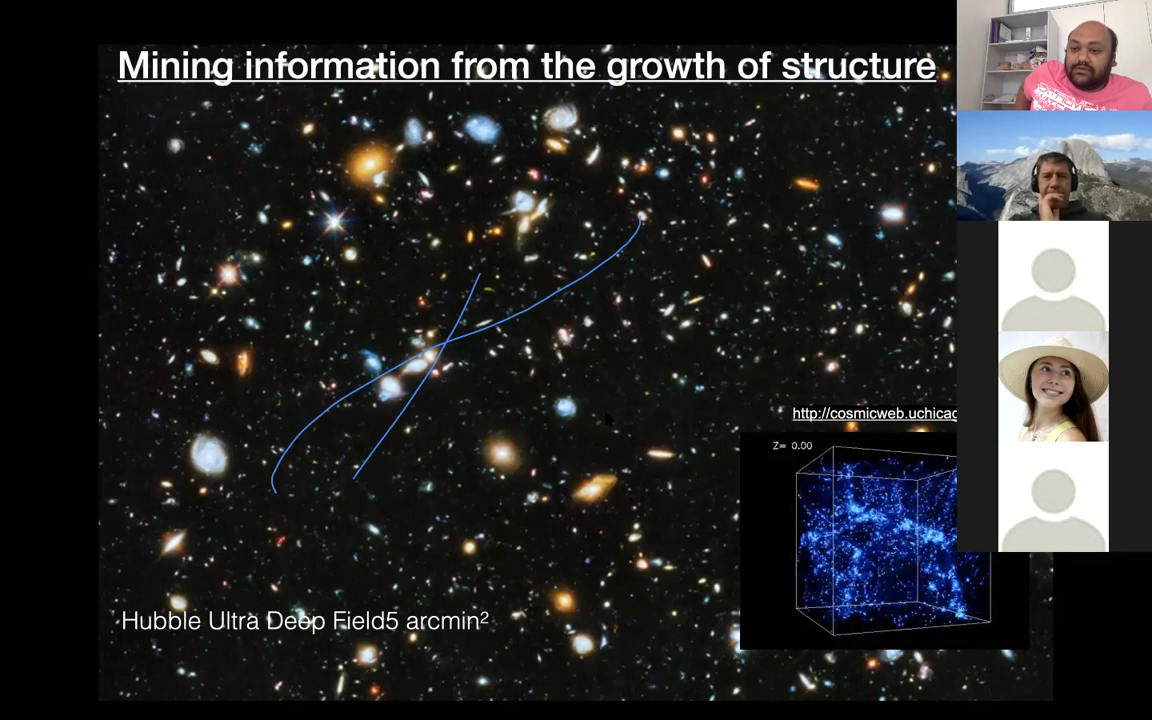 Mining information from the growth of structure
http://cosmicweb.uchicag
Z= 0.00
Hubble Ultra Deep Field5 arcmin²